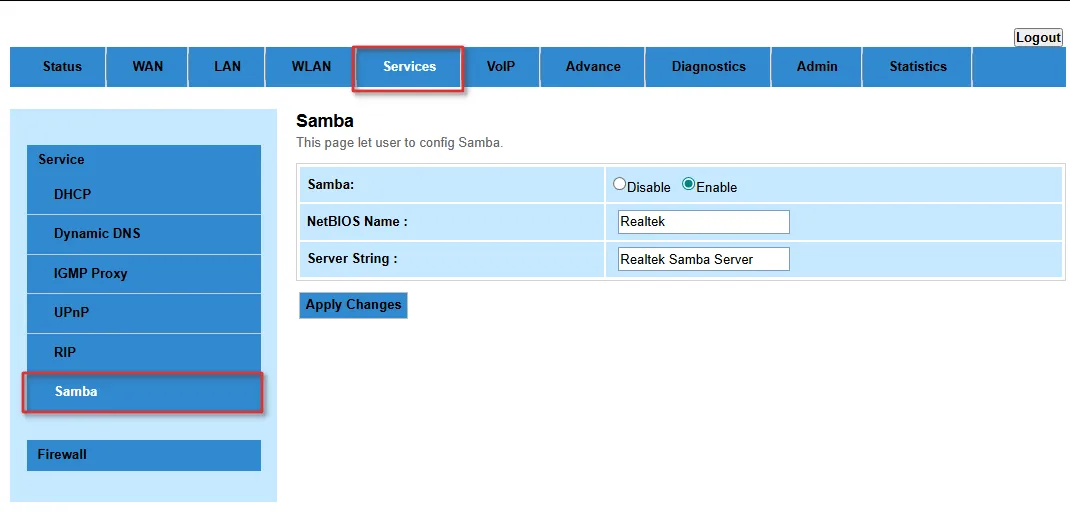 Logout
Status WAN LAN WLAN Services VoIP Advance Diagnostics Admin Statistics
Service
DHCP
Dynamic DNS
IGMP Proxy
UPnP
RIP
Samba
Firewall
Samba
This page let user to config Samba.
Samba: Disable Enable
NetBIOS Name : Realtek
Server String : Realtek Samba Server
Apply Changes